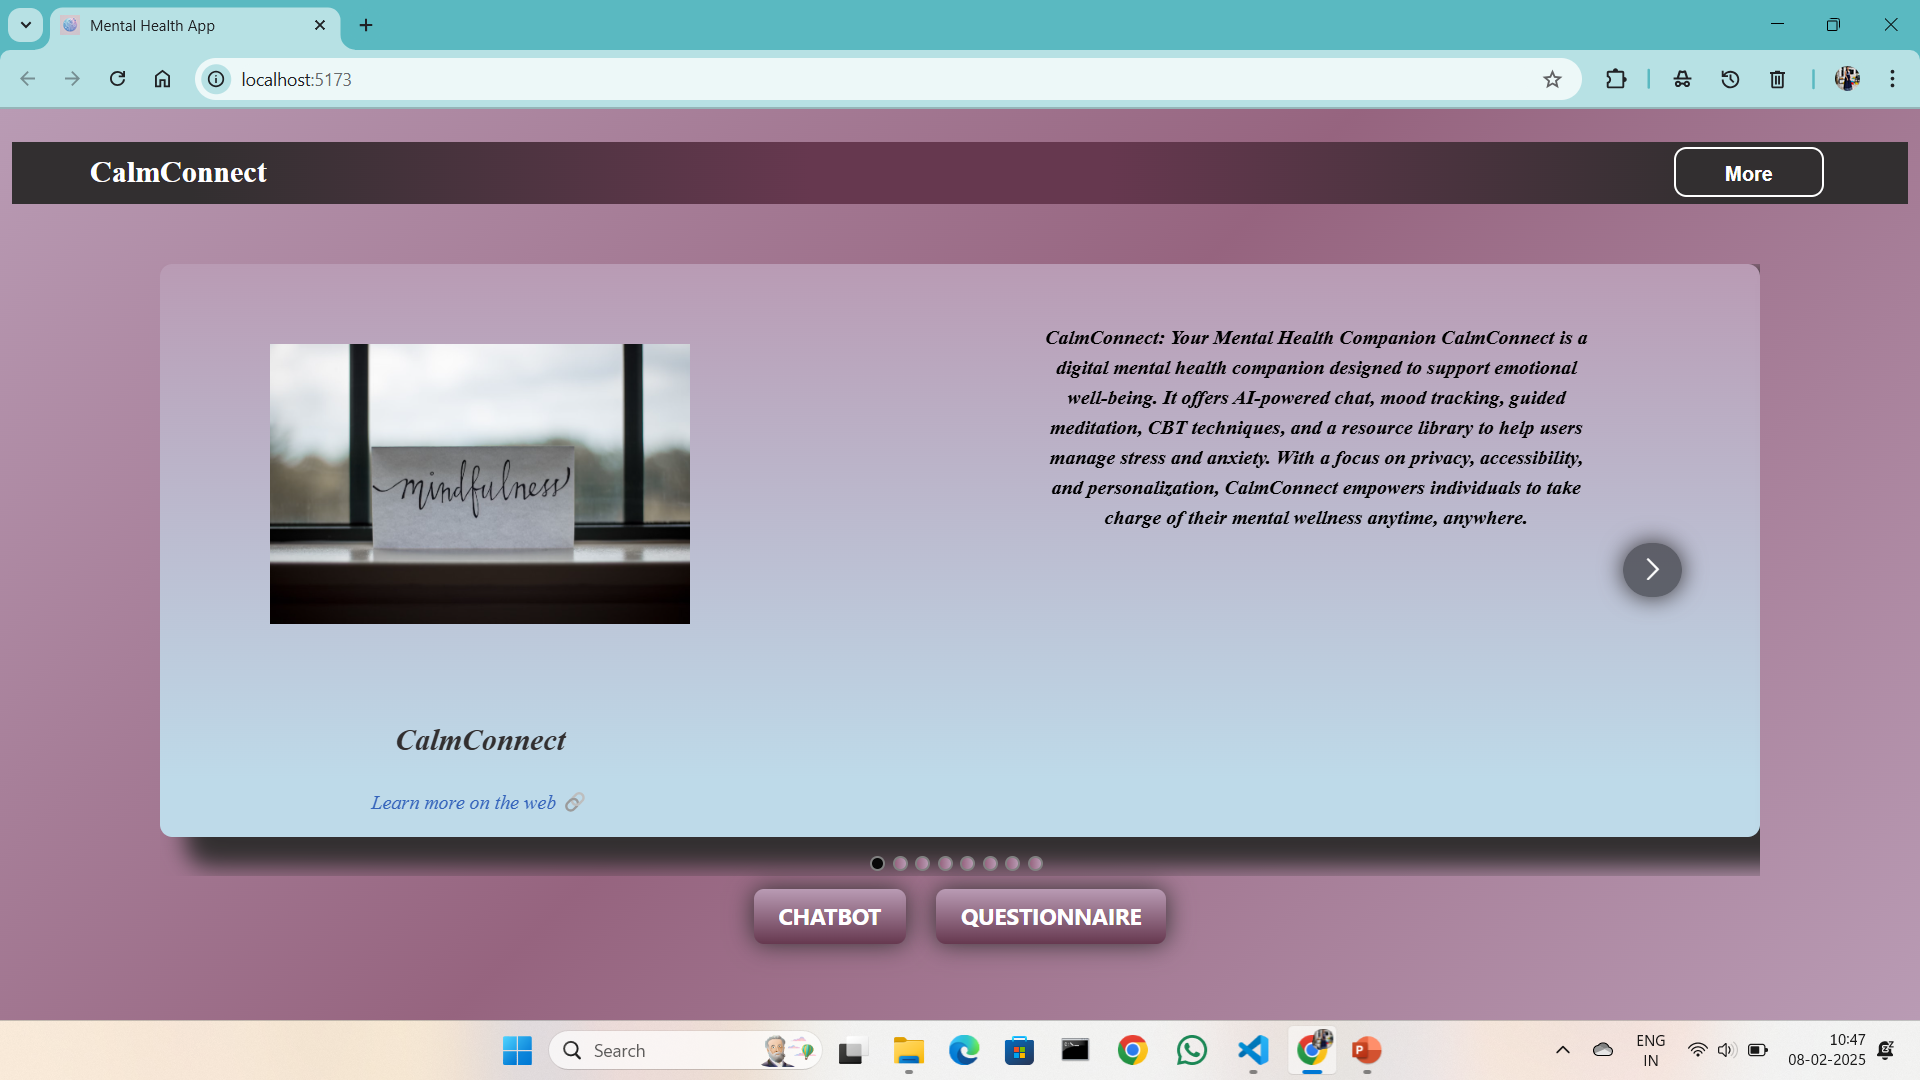 Mental Health App
localhost:5173
CalmConnect
More
mindfulness
CalmConnect: Your Mental Health Companion CalmConnect is a
digital mental health companion designed to support emotional
well-being. It offers AI-powered chat, mood tracking, guided
meditation, CBT techniques, and a resource library to help users
manage stress and anxiety. With a focus on privacy, accessibility,
and personalization, CalmConnect empowers individuals to take
charge of their mental wellness anytime, anywhere.
CalmConnect
Learn more on the web 🔗
CHATBOT
QUESTIONNAIRE
Search
ENG
IN
10:47
08-02-2025